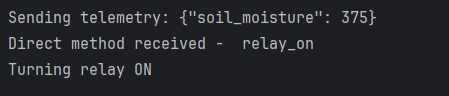 Sending telemetry: {"soil_moisture": 375}
Direct method received -  relay_on
Turning relay ON